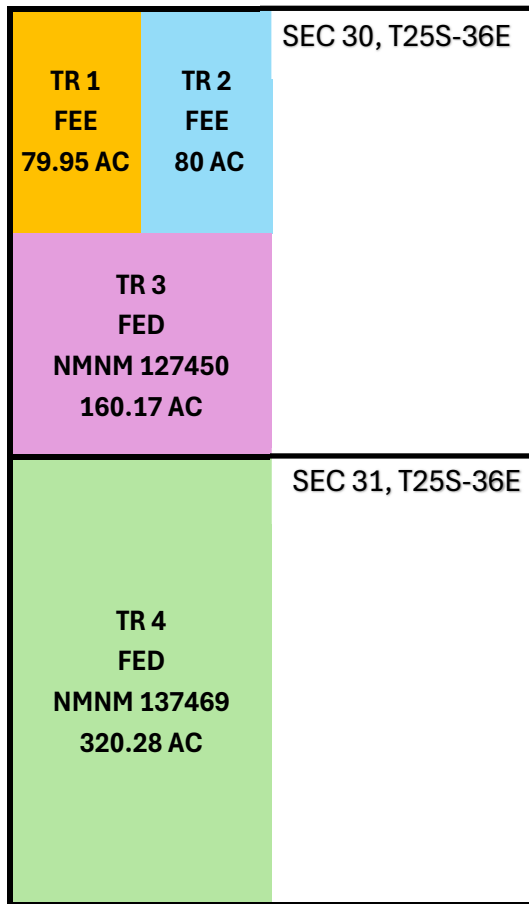 SEC 30, T25S-36E
TR 1
FEE
79.95 AC
TR 2
FEE
80 AC
TR 3
FED
NMNM 127450
160.17 AC
SEC 31, T25S-36E
TR 4
FED
NMNM 137469
320.28 AC